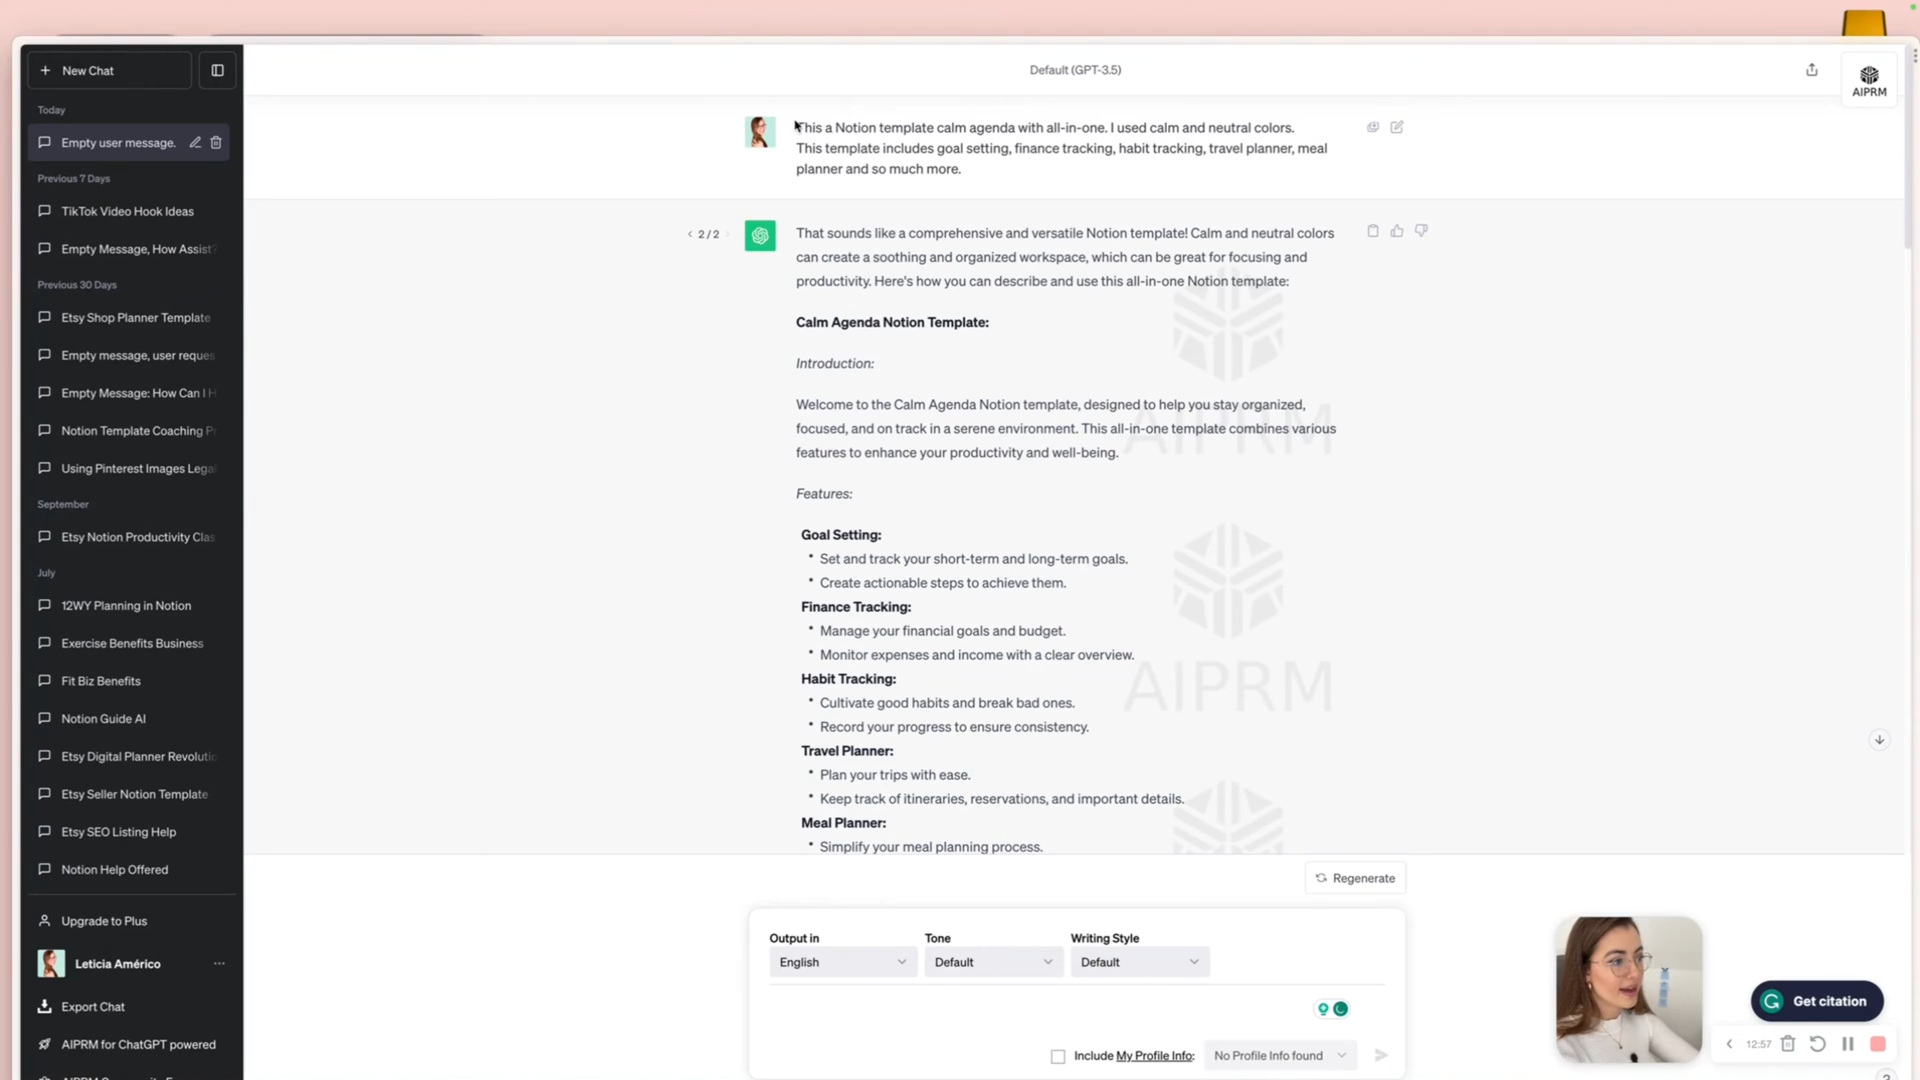 New Chat
Today
Empty user message.
Previous 7 Days
TikTok Video Hook Ideas
Empty Message, How Assist?
Previous 30 Days
Etsy Shop Planner Template
Empty message, user reques
Empty Message: How Can I H
Notion Template Coaching P
Using Pinterest Images Lega
September
Etsy Notion Productivity Clas
July
12WY Planning in Notion
Exercise Benefits Business
Fit Biz Benefits
Notion Guide AI
Etsy Digital Planner Revolutio
Etsy Seller Notion Template
Etsy SEO Listing Help
Notion Help Offered
Upgrade to Plus
Leticia Américo
Export Chat
AIPRM for ChatGPT powered
Default (GPT-3.5)
AIPRM
This a Notion template calm agenda with all-in-one. I used calm and neutral colors.
This template includes goal setting, finance tracking, habit tracking, travel planner, meal
planner and so much more.
2 / 2
That sounds like a comprehensive and versatile Notion template! Calm and neutral colors
can create a soothing and organized workspace, which can be great for focusing and
productivity. Here's how you can describe and use this all-in-one Notion template:
Calm Agenda Notion Template:
Introduction:
Welcome to the Calm Agenda Notion template, designed to help you stay organized,
focused, and on track in a serene environment. This all-in-one template combines various
features to enhance your productivity and well-being.
AIPRM
Features:
Goal Setting:
• Set and track your short-term and long-term goals.
• Create actionable steps to achieve them.
Finance Tracking:
• Manage your financial goals and budget.
• Monitor expenses and income with a clear overview.
Habit Tracking:
• Cultivate good habits and break bad ones.
• Record your progress to ensure consistency.
AIPRM
Travel Planner:
• Plan your trips with ease.
• Keep track of itineraries, reservations, and important details.
Meal Planner:
• Simplify your meal planning process.
Regenerate
Output in Tone Writing Style
English Default Default
Include My Profile Info: No Profile Info found
Get citation
12:57